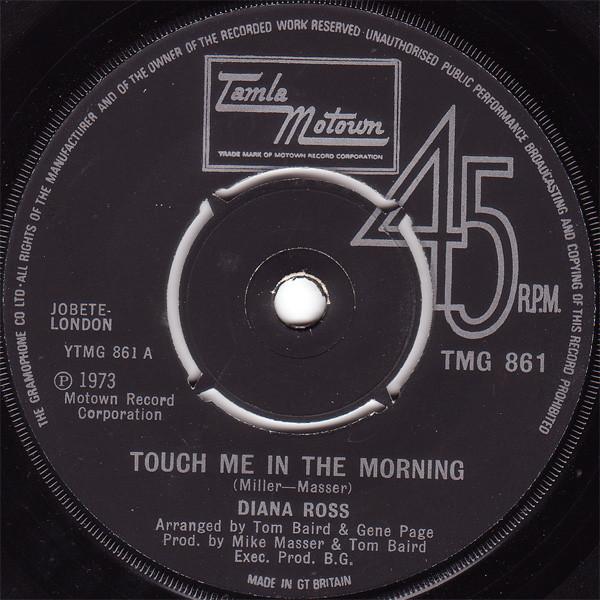 THE GRAMOPHONE CO LTD · ALL RIGHTS OF THE MANUFACTURER AND OF THE OWNER OF THE RECORDED WORK RESERVED · UNAUTHORISED PUBLIC PERFORMANCE BROADCASTING AND COPYING OF THIS RECORD PROHIBITED
Tamla
Motown
TRADE MARK OF MOTOWN RECORD CORPORATION
45 R.P.M.
JOBETE-
LONDON
YTMG 861 A
TMG 861
℗ 1973
Motown Record
Corporation
TOUCH ME IN THE MORNING
(Miller—Masser)
DIANA ROSS
Arranged by Tom Baird & Gene Page
Prod. by Mike Masser & Tom Baird
Exec. Prod. B.G.
MADE IN GT BRITAIN